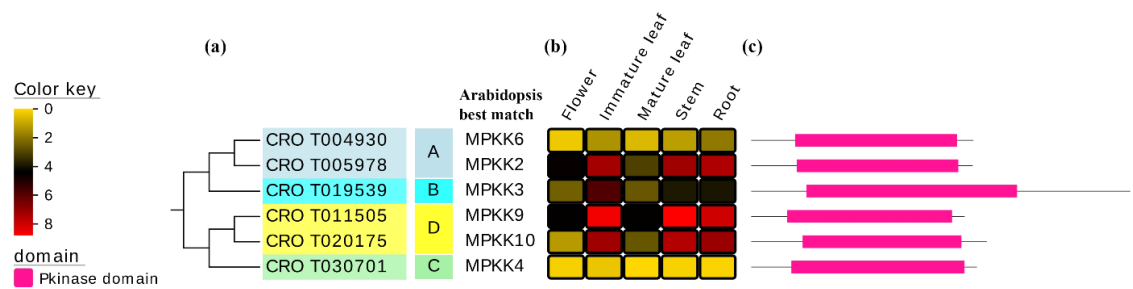 (a)
(b)
(c)
Color key
0
2
4
6
8
domain
Pkinase domain
Arabidopsis
best match
Flower
Immature leaf
Mature leaf
Stem
Root
CRO T004930
A
MPKK6
CRO T005978
MPKK2
CRO T019539
B
MPKK3
CRO T011505
D
MPKK9
CRO T020175
MPKK10
CRO T030701
C
MPKK4